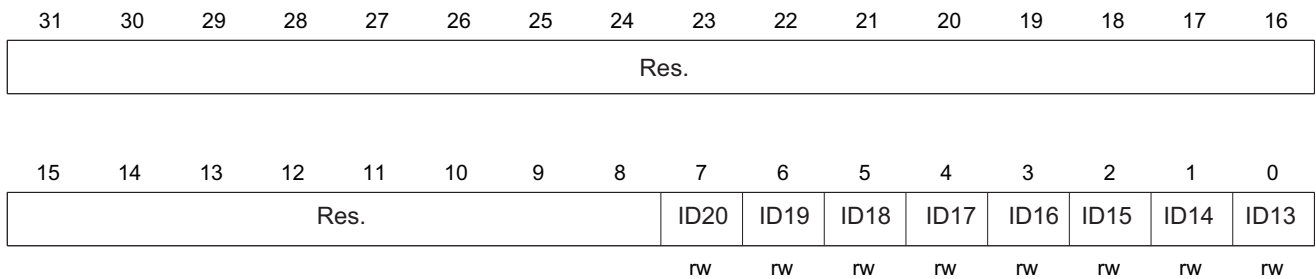 31 30 29 28 27 26 25 24 23 22 21 20 19 18 17 16
Res.
15 14 13 12 11 10 9 8 7 6 5 4 3 2 1 0
Res. ID20 ID19 ID18 ID17 ID16 ID15 ID14 ID13
rw rw rw rw rw rw rw rw